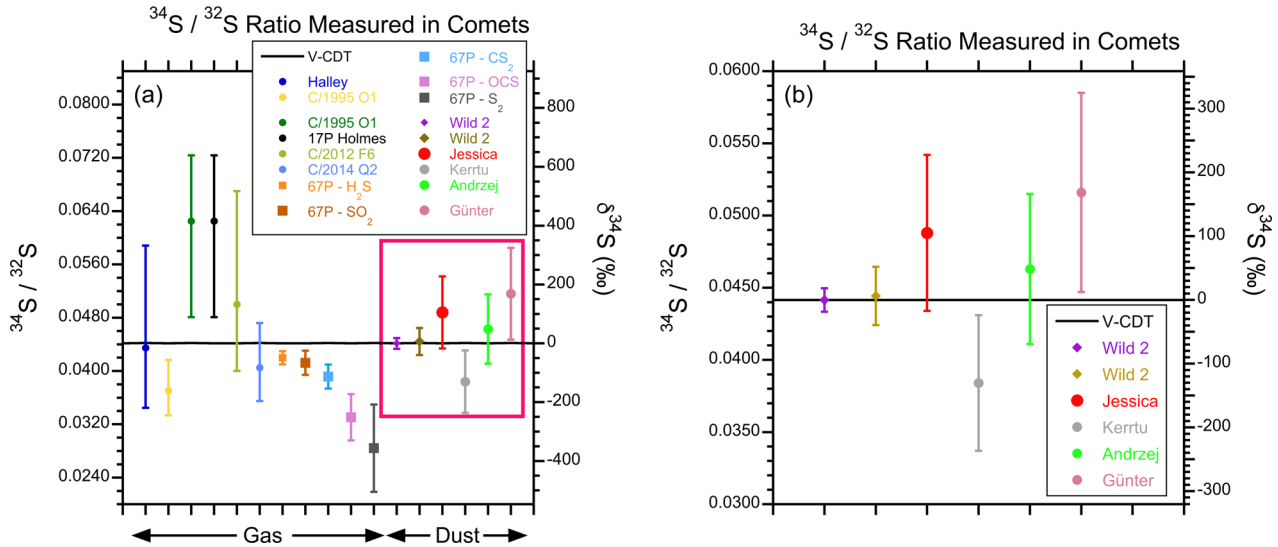 ³⁴S / ³²S Ratio Measured in Comets
(a)
V-CDT
Halley
C/1995 O1
C/1995 O1
17P Holmes
C/2012 F6
C/2014 Q2
67P - H₂S
67P - SO₂
67P - CS₂
67P - OCS
67P - S₂
Wild 2
Wild 2
Jessica
Kerrtu
Andrzej
Günter
³⁴S / ³²S
0.0800
0.0720
0.0640
0.0560
0.0480
0.0400
0.0320
0.0240
800
600
400
200
0
-200
-400
δ³⁴S (‰)
Gas
Dust
³⁴S / ³²S Ratio Measured in Comets
(b)
³⁴S / ³²S
0.0600
0.0550
0.0500
0.0450
0.0400
0.0350
0.0300
300
200
100
0
-100
-200
-300
δ³⁴S (‰)
V-CDT
Wild 2
Wild 2
Jessica
Kerrtu
Andrzej
Günter